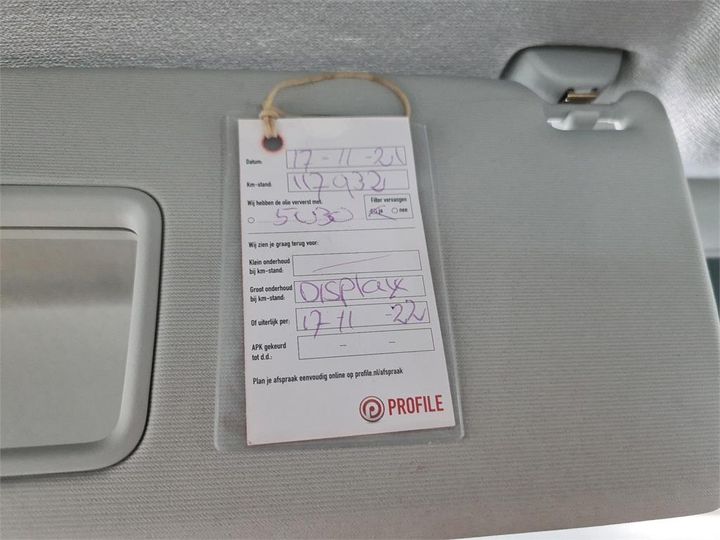 Datum: 17-11-21
Km-stand: 117932
Wij hebben de olie ververst met: Filter vervangen
5W30 ja nee
Wij zien je graag terug voor:
Klein onderhoud
bij km-stand:
Groot onderhoud
bij km-stand: DISPLAY
Of uiterlijk per: 17-11-22
APK gekeurd
t.d.d.: - -
Plan je afspraak eenvoudig online op profile.nl/afspraak
PROFILE